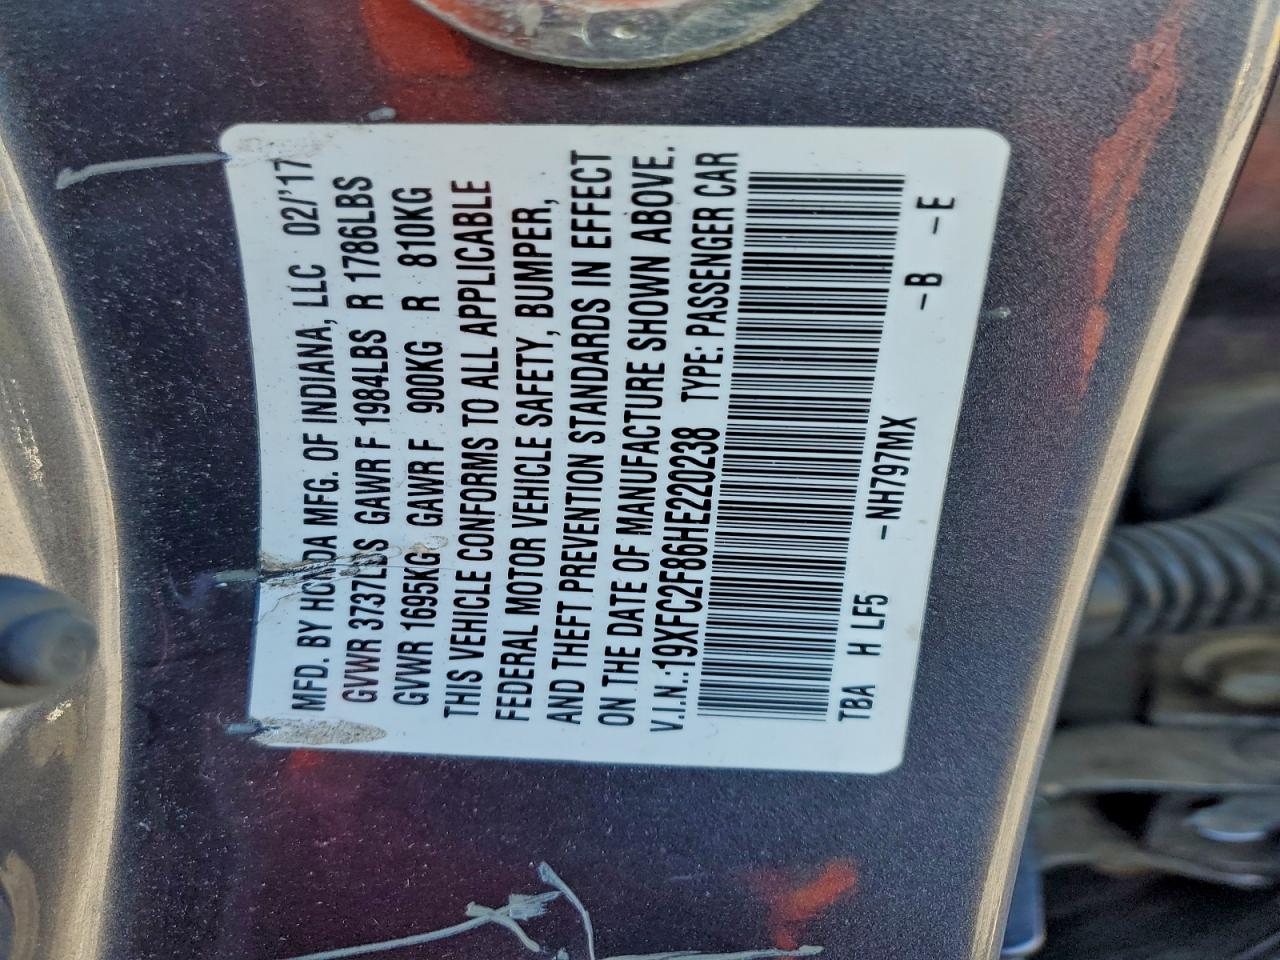 MFD. BY HONDA MFG. OF INDIANA, LLC 02/'17
GVWR 3737LBS GAWR F 1984LBS R 1786LBS
GVWR 1695KG GAWR F 900KG R 810KG
THIS VEHICLE CONFORMS TO ALL APPLICABLE
FEDERAL MOTOR VEHICLE SAFETY, BUMPER,
AND THEFT PREVENTION STANDARDS IN EFFECT
ON THE DATE OF MANUFACTURE SHOWN ABOVE.
V.I.N.:19XFC2F86HE220238 TYPE: PASSENGER CAR
TBA H LF5 -NH797MX -B -E